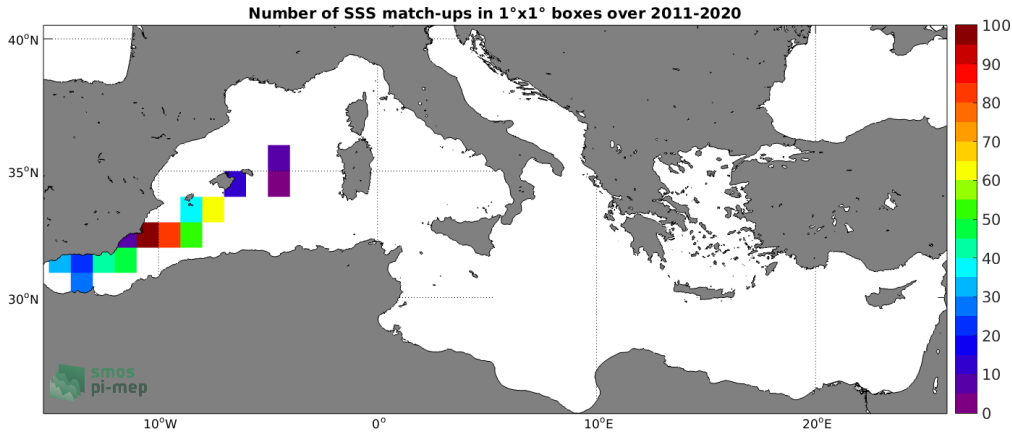 Number of SSS match-ups in 1°x1° boxes over 2011-2020
40°N
35°N
30°N
10°W
0°
10°E
20°E
100
90
80
70
60
50
40
30
20
10
0
smos
pi-mep